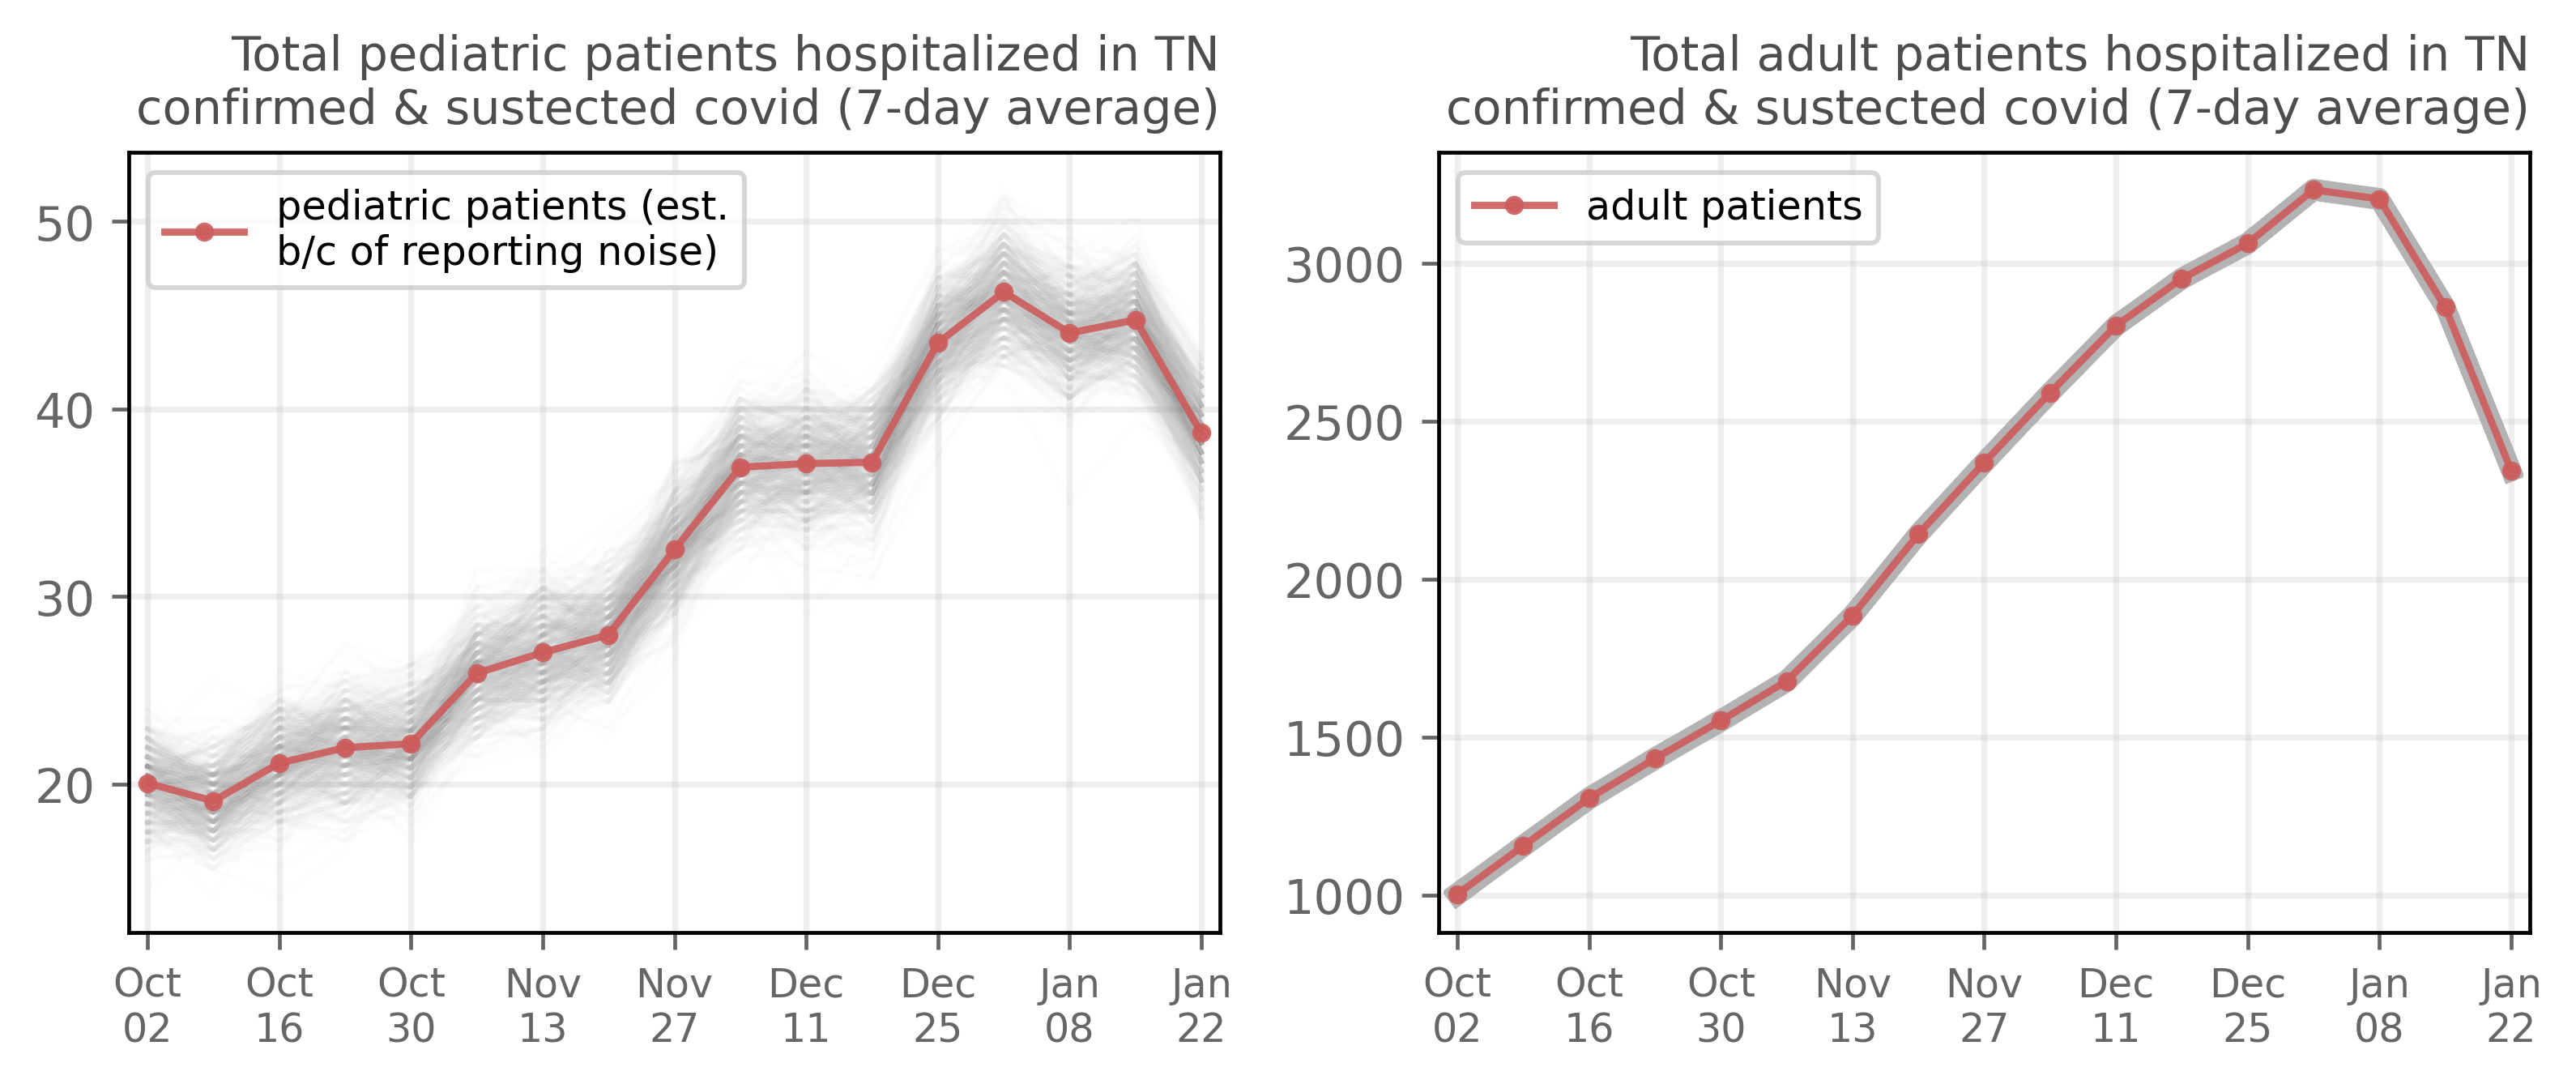 Total pediatric patients hospitalized in TN
confirmed & sustected covid (7-day average)
pediatric patients (est.
b/c of reporting noise)
50
40
30
20
Oct Oct Oct Nov Nov Dec Dec Jan Jan
02 16 30 13 27 11 25 08 22
Total adult patients hospitalized in TN
confirmed & sustected covid (7-day average)
adult patients
3000
2500
2000
1500
1000
Oct Oct Oct Nov Nov Dec Dec Jan Jan
02 16 30 13 27 11 25 08 22